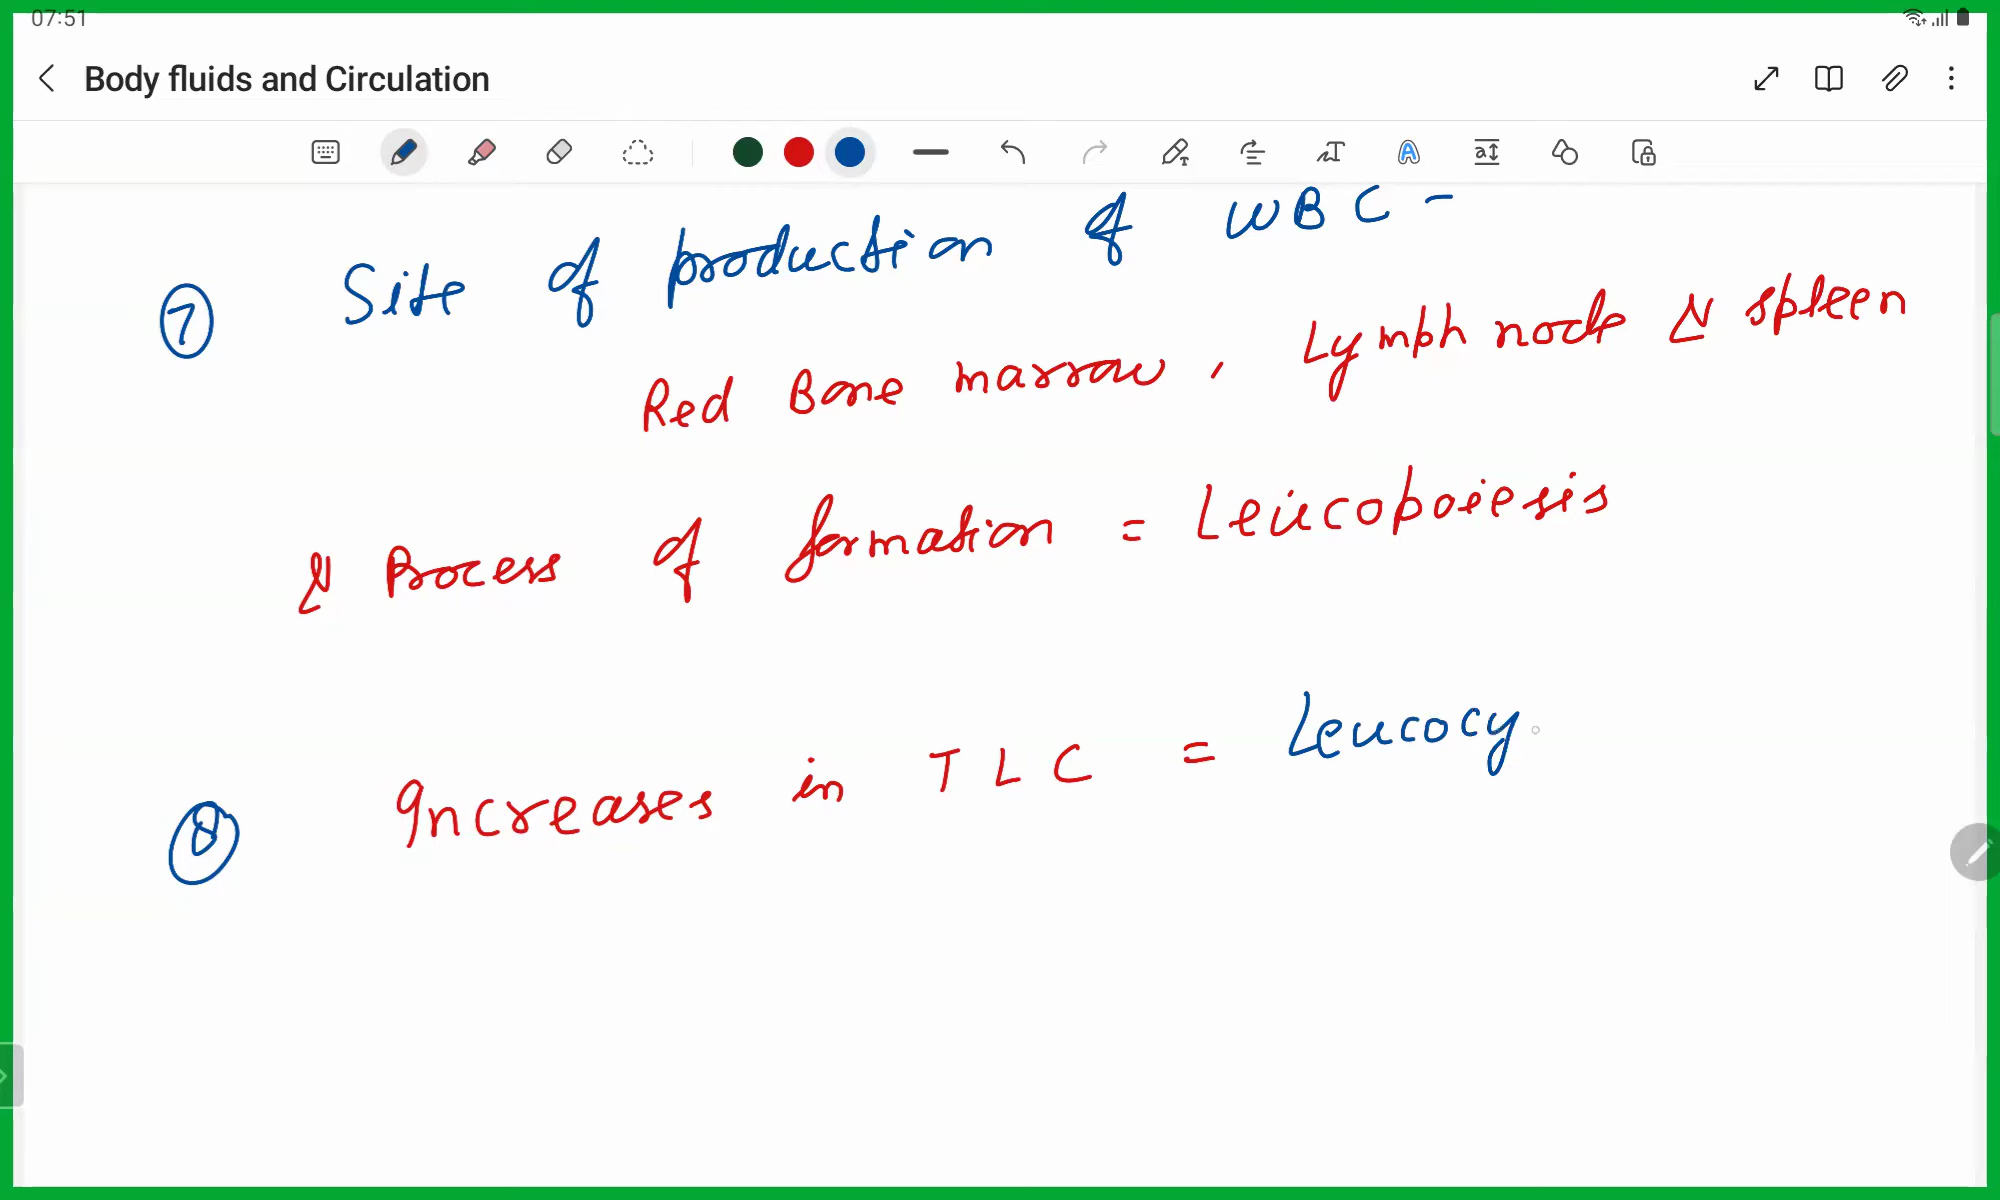 07:51
Body fluids and Circulation
⑦ Site of production of WBC -
Red Bone marrow, Lymph node & spleen
& Process of formation = Leucopoiesis
⑧ Increases in TLC = Leucocy